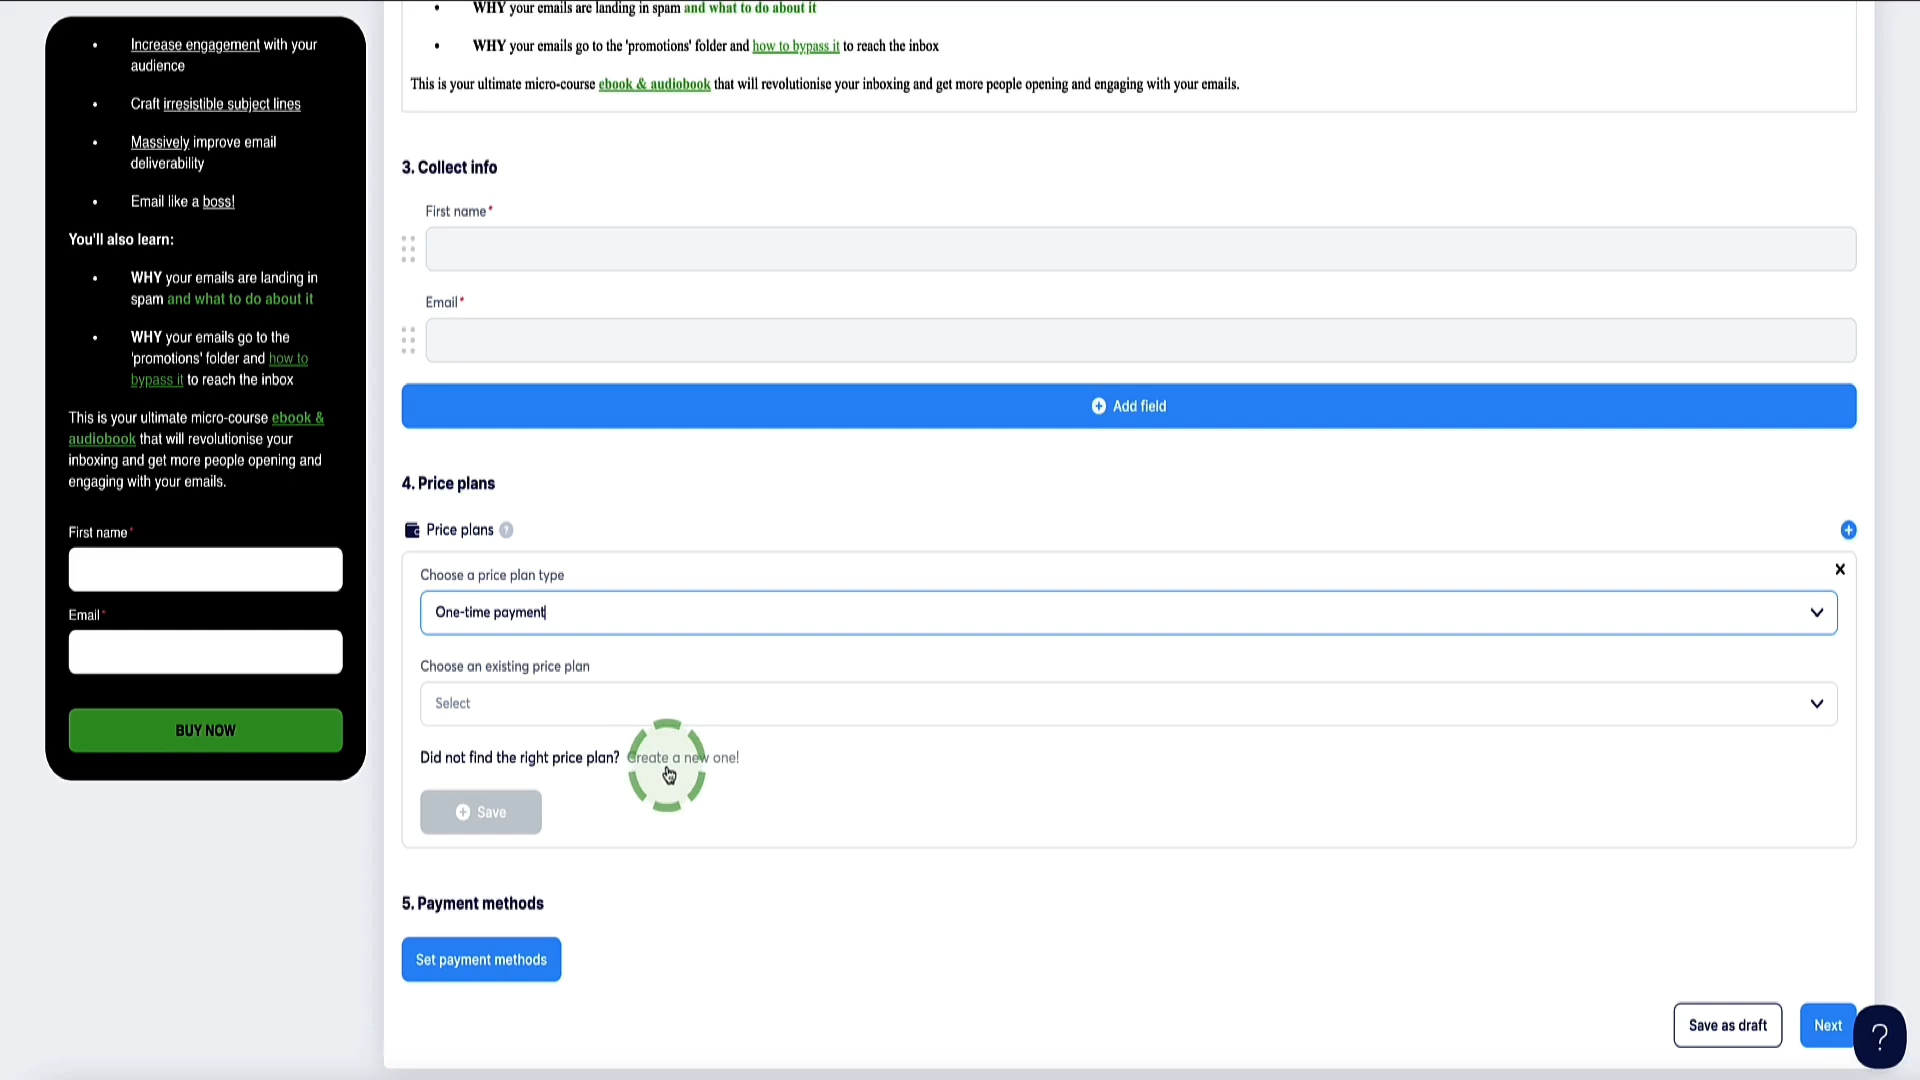 Increase engagement with your
audience
Craft irresistible subject lines
Massively improve email
deliverability
Email like a boss!
You'll also learn:
WHY your emails are landing in
spam and what to do about it
WHY your emails go to the
'promotions' folder and how to
bypass it to reach the inbox
This is your ultimate micro-course ebook &
audiobook that will revolutionise your
inboxing and get more people opening and
engaging with your emails.
First name*
Email*
BUY NOW
WHY your emails are landing in spam and what to do about it
WHY your emails go to the 'promotions' folder and how to bypass it to reach the inbox
This is your ultimate micro-course ebook & audiobook that will revolutionise your inboxing and get more people opening and engaging with your emails.
3. Collect info
First name*
Email*
Add field
4. Price plans
Price plans ?
Choose a price plan type
One-time payment
Choose an existing price plan
Select
Did not find the right price plan? Create a new one!
Save
5. Payment methods
Set payment methods
Save as draft
Next
?